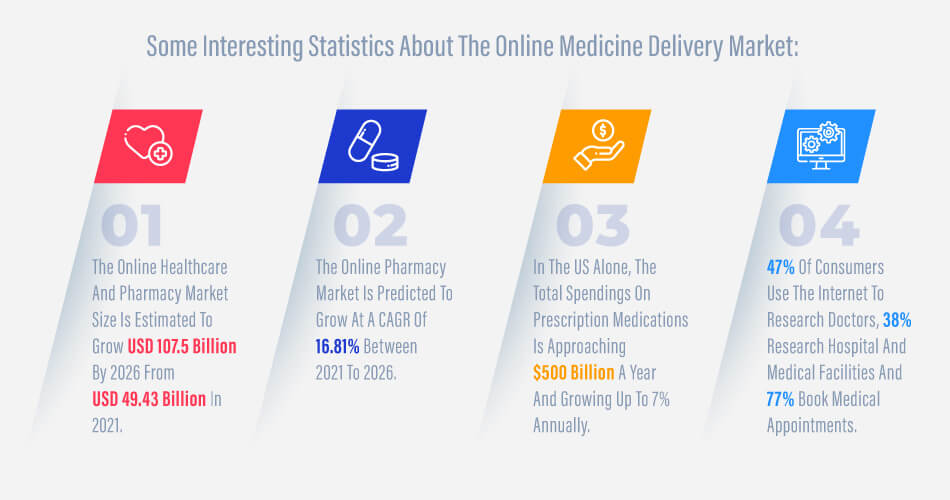 Some Interesting Statistics About The Online Medicine Delivery Market:
01
The Online Healthcare
And Pharmacy Market
Size Is Estimated To
Grow USD 107.5 Billion
By 2026 From
USD 49.43 Billion In
2021.
02
The Online Pharmacy
Market Is Predicted To
Grow At A CAGR Of
16.81% Between
2021 To 2026.
03
In The US Alone, The
Total Spendings On
Prescription Medications
Is Approaching
$500 Billion A Year
And Growing Up To 7%
Annually.
04
47% Of Consumers
Use The Internet To
Research Doctors, 38%
Research Hospital And
Medical Facilities And
77% Book Medical
Appointments.